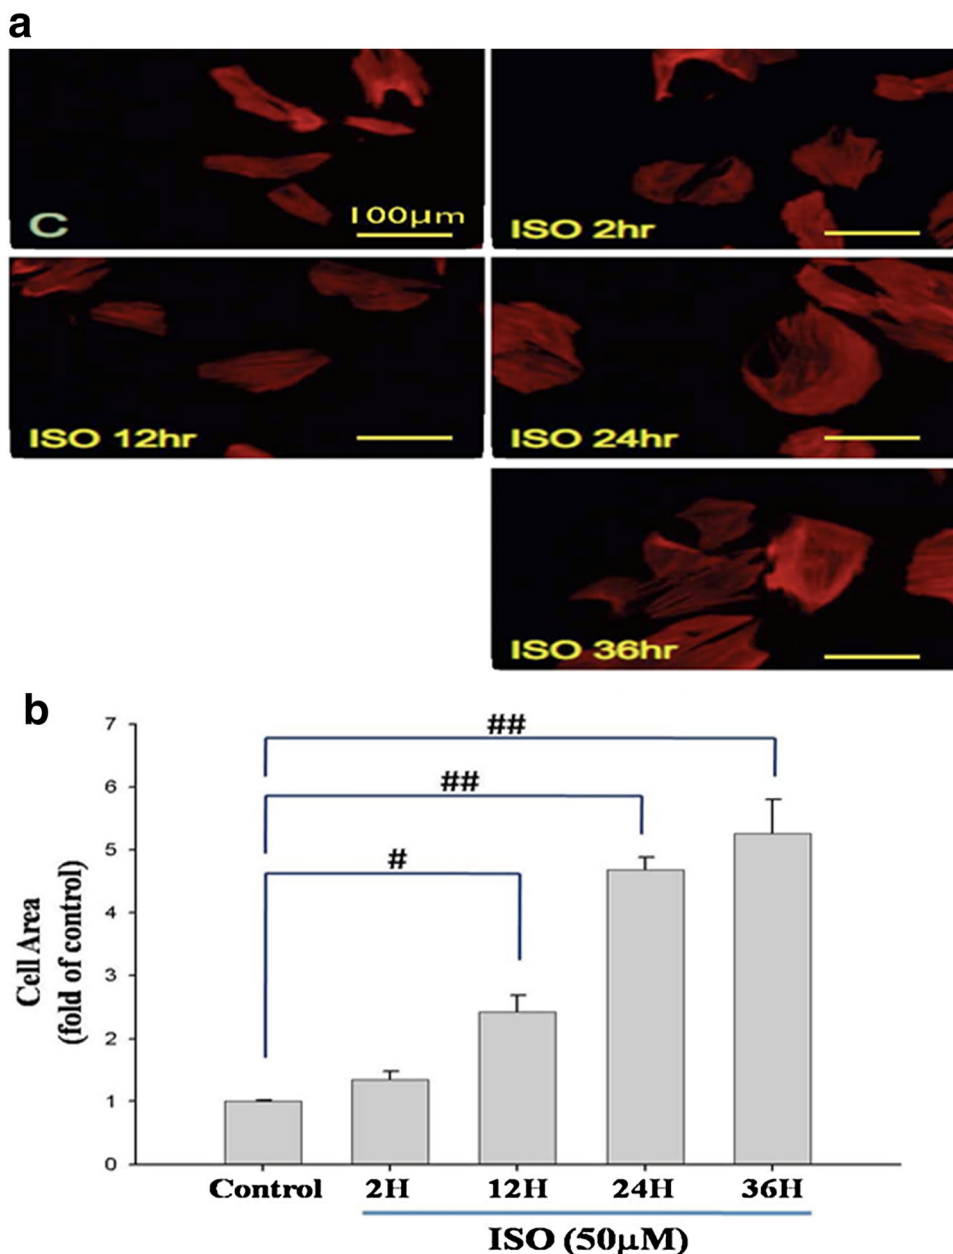 a
C
100μm
ISO 2hr
ISO 12hr
ISO 24hr
ISO 36hr
b
##
##
#
7
6
5
4
3
2
1
0
Cell Area
(fold of control)
Control 2H 12H 24H 36H
ISO (50μM)